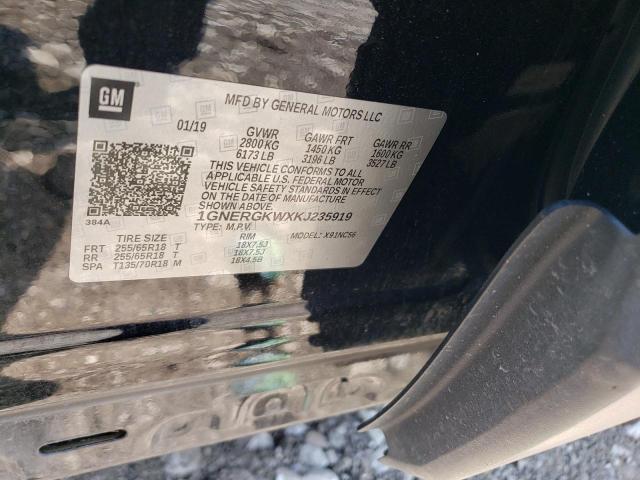 GM
MFD BY GENERAL MOTORS LLC
01/19 GVWR GAWR FRT GAWR RR
2800 KG 1450 KG 1600 KG
6173 LB 3196 LB 3527 LB
THIS VEHICLE CONFORMS TO ALL
APPLICABLE U.S. FEDERAL MOTOR
VEHICLE SAFETY STANDARDS IN EFFECT
ON THE DATE OF MANUFACTURE
SHOWN ABOVE.
384A 1GNERGKWXKJ235919
TYPE: M.P.V. MODEL: X91NC56
TIRE SIZE RIM
FRT 255/65R18 T 18X7.5J
RR 255/65R18 T 18X7.5J
SPA T135/70R18 M 18X4.5B